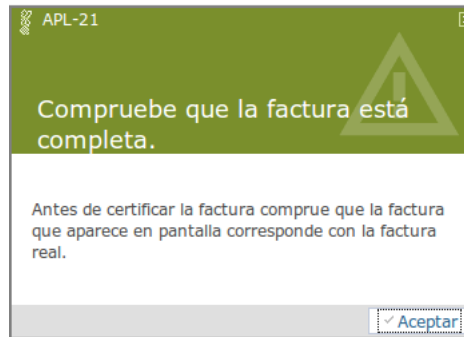 APL-21
Compruebe que la factura está
completa.
Antes de certificar la factura comprue que la factura
que aparece en pantalla corresponde con la factura
real.
Aceptar